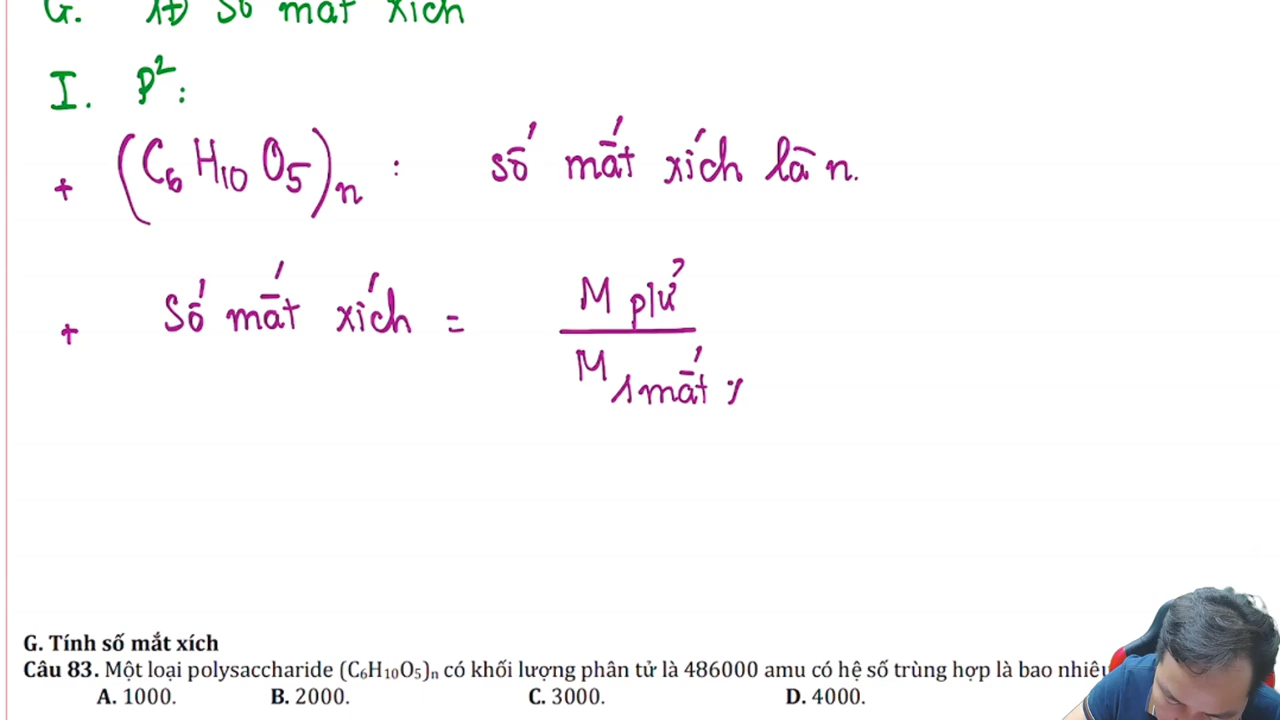 G. TĐ số mắt xích
I. P²:
+ (C₆H₁₀O₅)ₙ : số mắt xích là n.
+ Số mắt xích = M plử / M 1 mắt x
G. Tính số mắt xích
Câu 83. Một loại polysaccharide (C₆H₁₀O₅)ₙ có khối lượng phân tử là 486000 amu có hệ số trùng hợp là bao nhiêu
A. 1000. B. 2000. C. 3000. D. 4000.